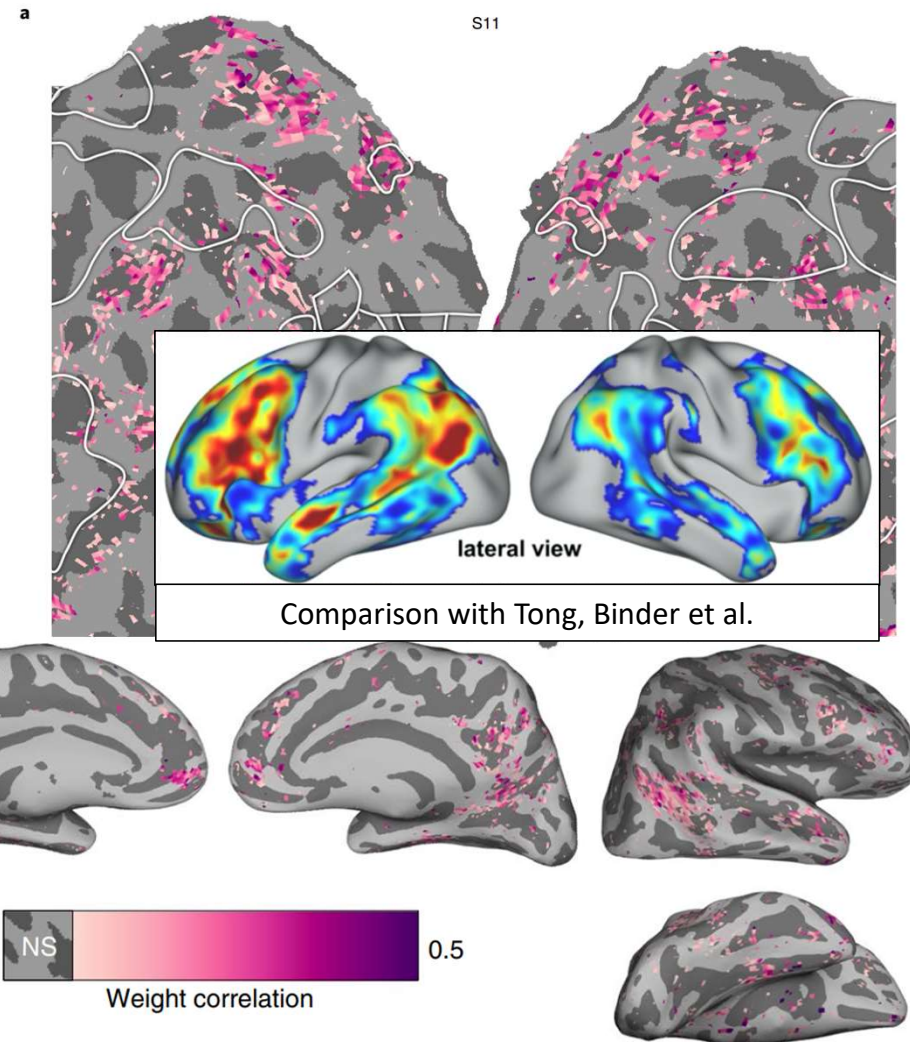 a
S11
lateral view
Comparison with Tong, Binder et al.
NS
0.5
Weight correlation